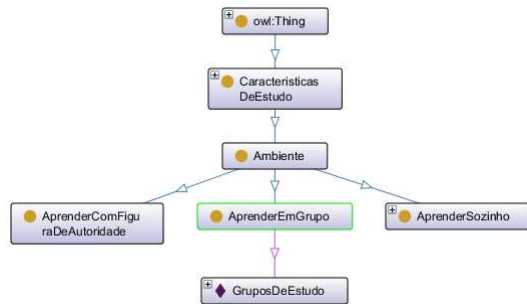 owl:Thing
Caracteristicas
DeEstudo
Ambiente
AprenderComFigu
raDeAutoridade
AprenderEmGrupo
AprenderSozinho
GruposDeEstudo